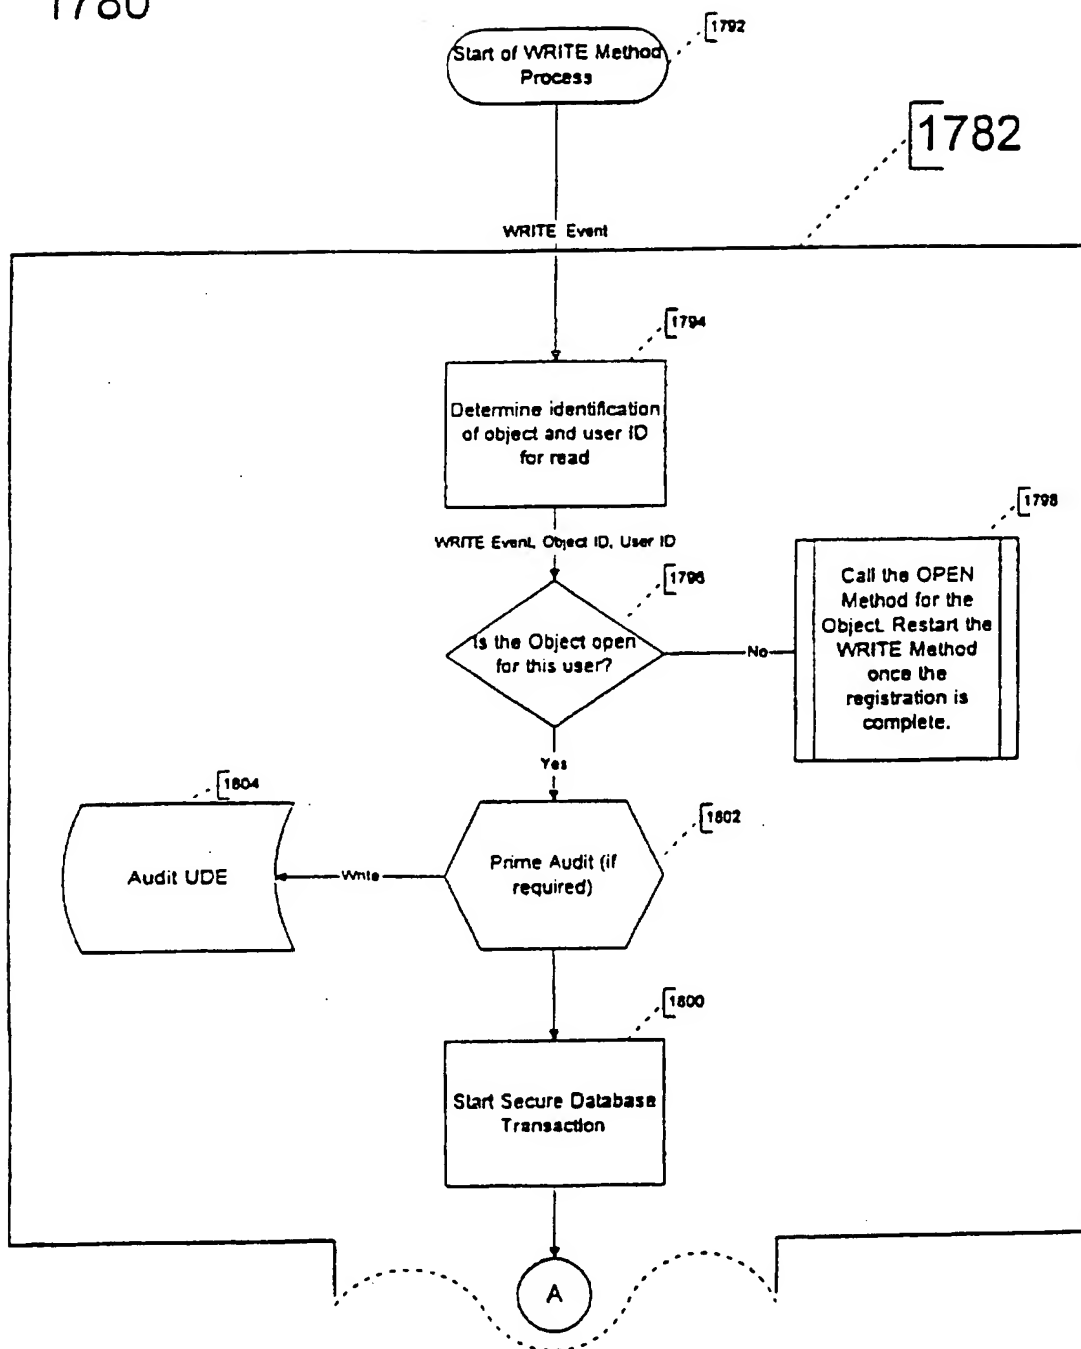 1780
Start of WRITE Method
Process
1792
1782
WRITE Event
1794
Determine identification
of object and user ID
for read
WRITE Event, Object ID, User ID
1796
1798
Is the Object open
for this user?
No
Call the OPEN
Method for the
Object. Restart the
WRITE Method
once the
registration is
complete.
Yes
1804
1802
Audit UDE
Write
Prime Audit (if
required)
1800
Start Secure Database
Transaction
A